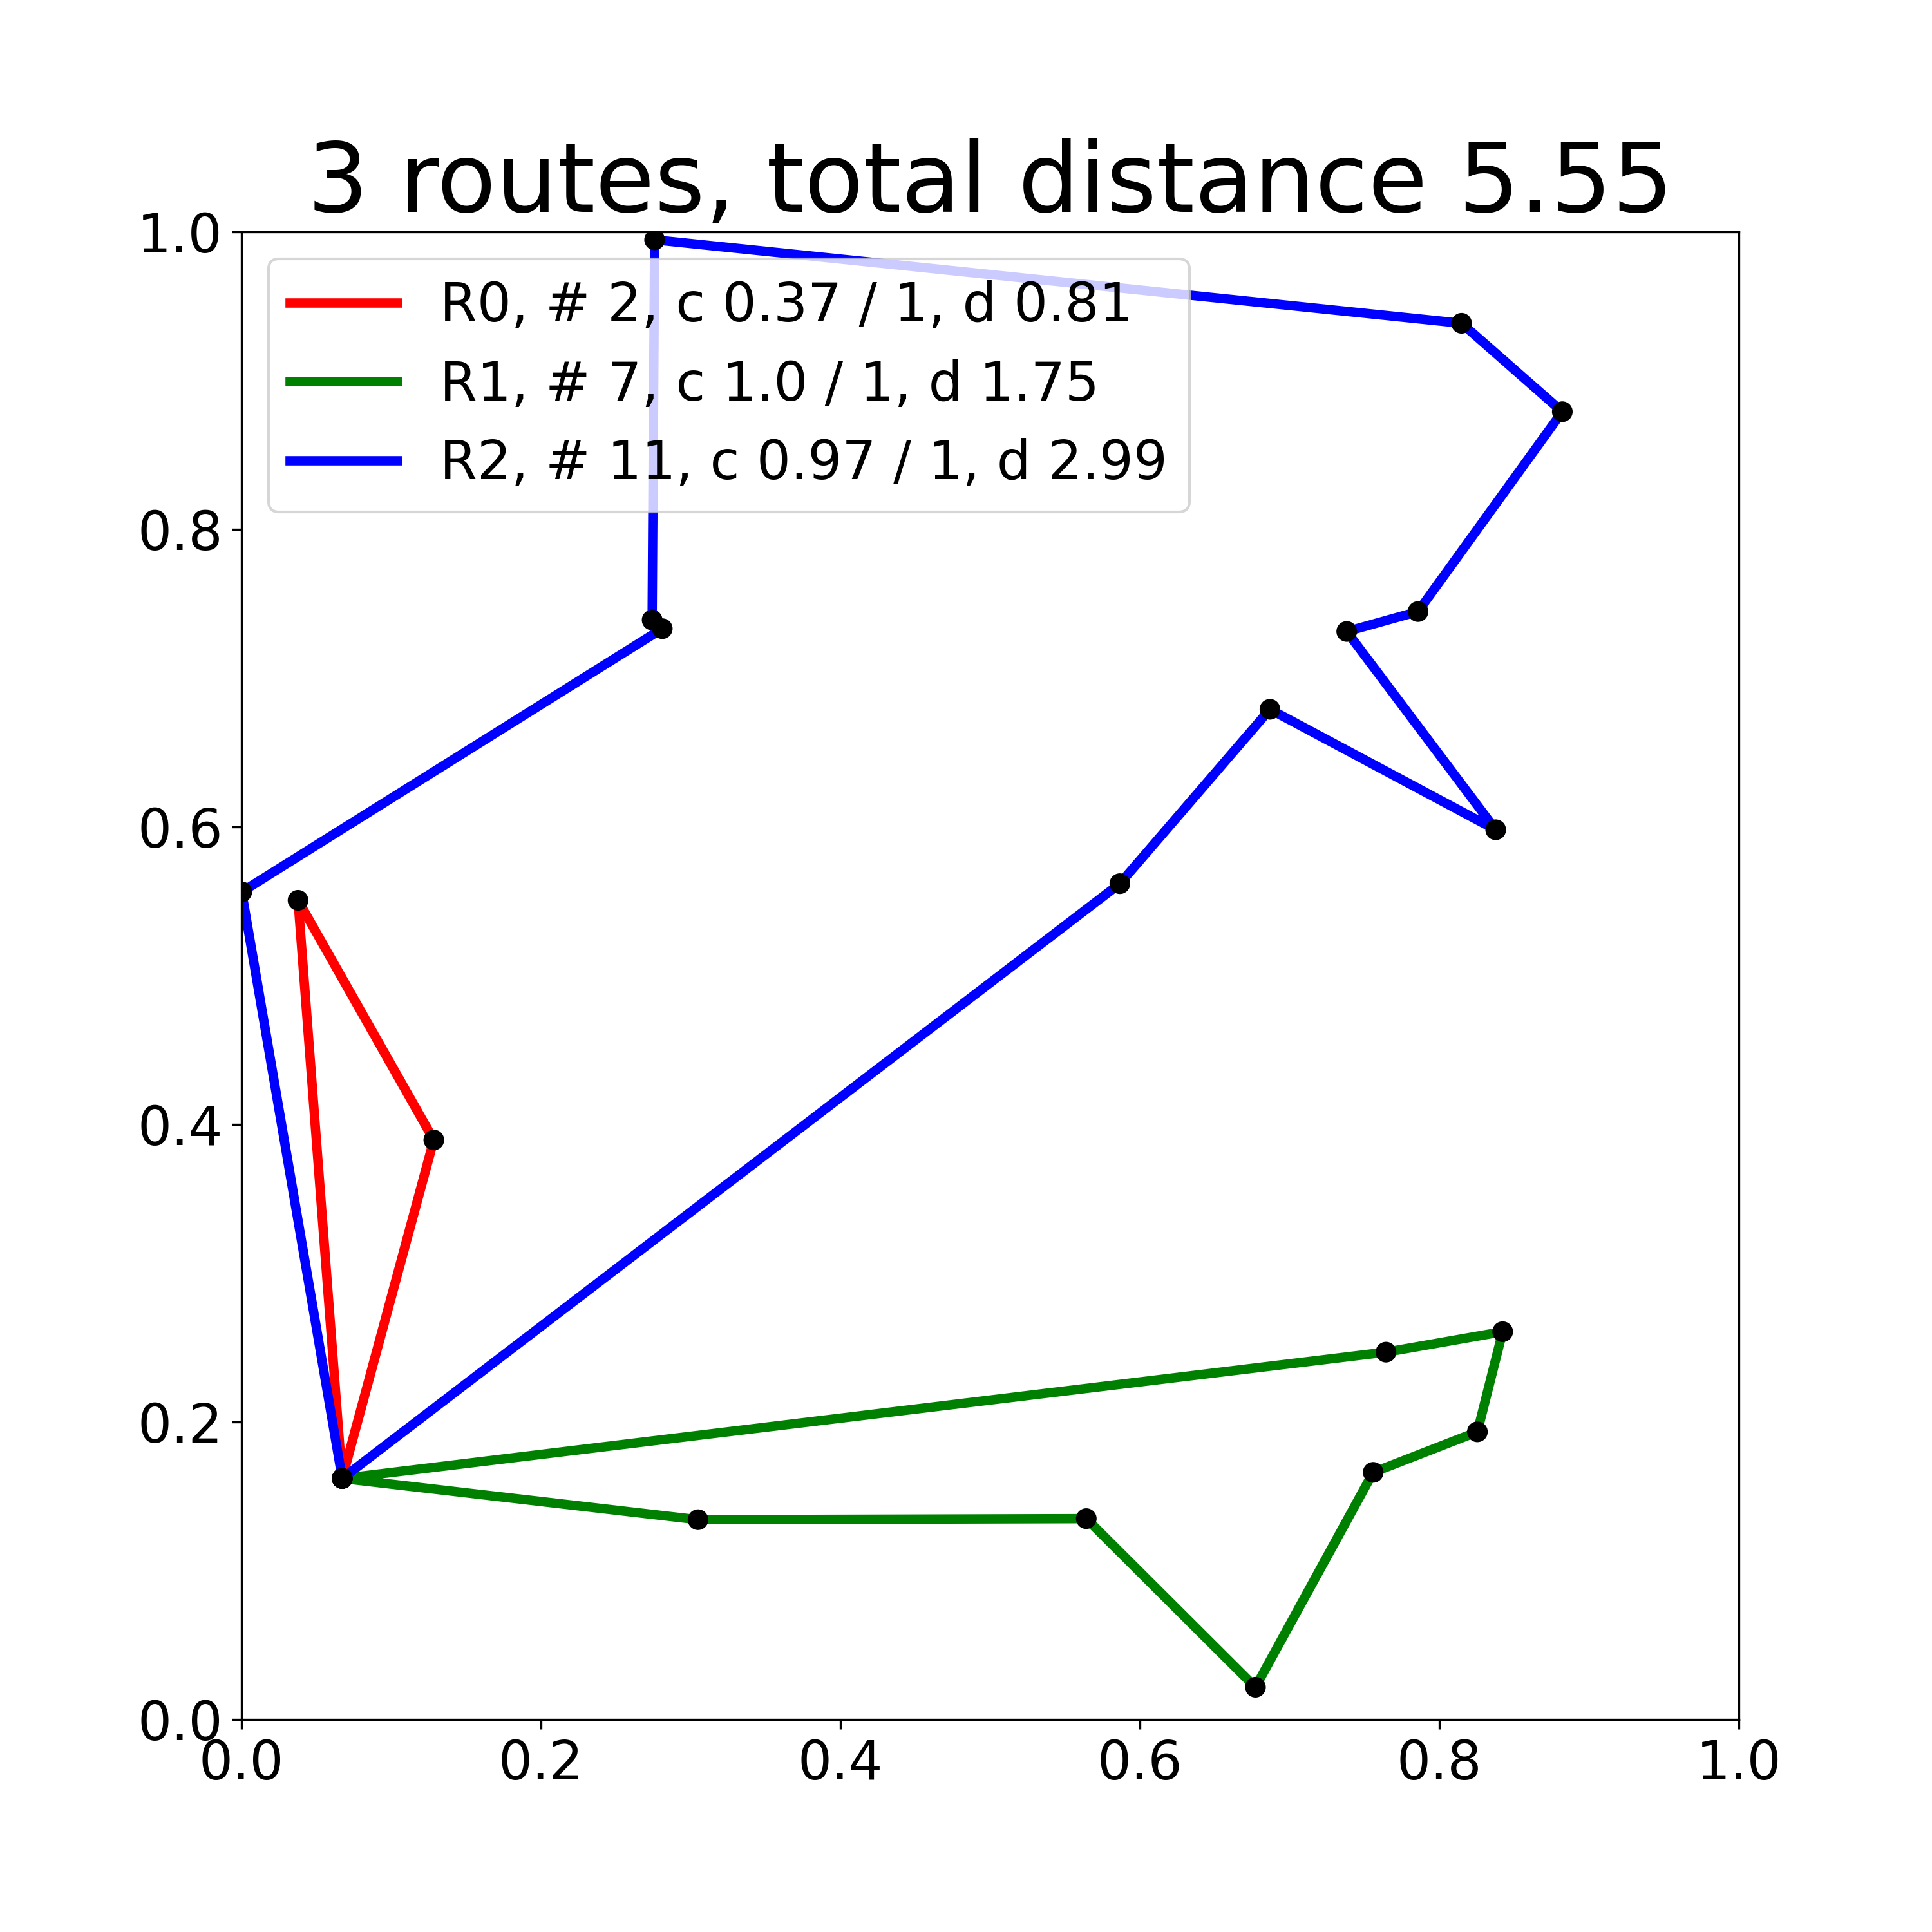 3 routes, total distance 5.55
1.0
R0, # 2, c 0.37 / 1, d 0.81
R1, # 7, c 1.0 / 1, d 1.75
R2, # 11, c 0.97 / 1, d 2.99
0.8
0.6
0.4
0.2
0.0
0.0 0.2 0.4 0.6 0.8 1.0